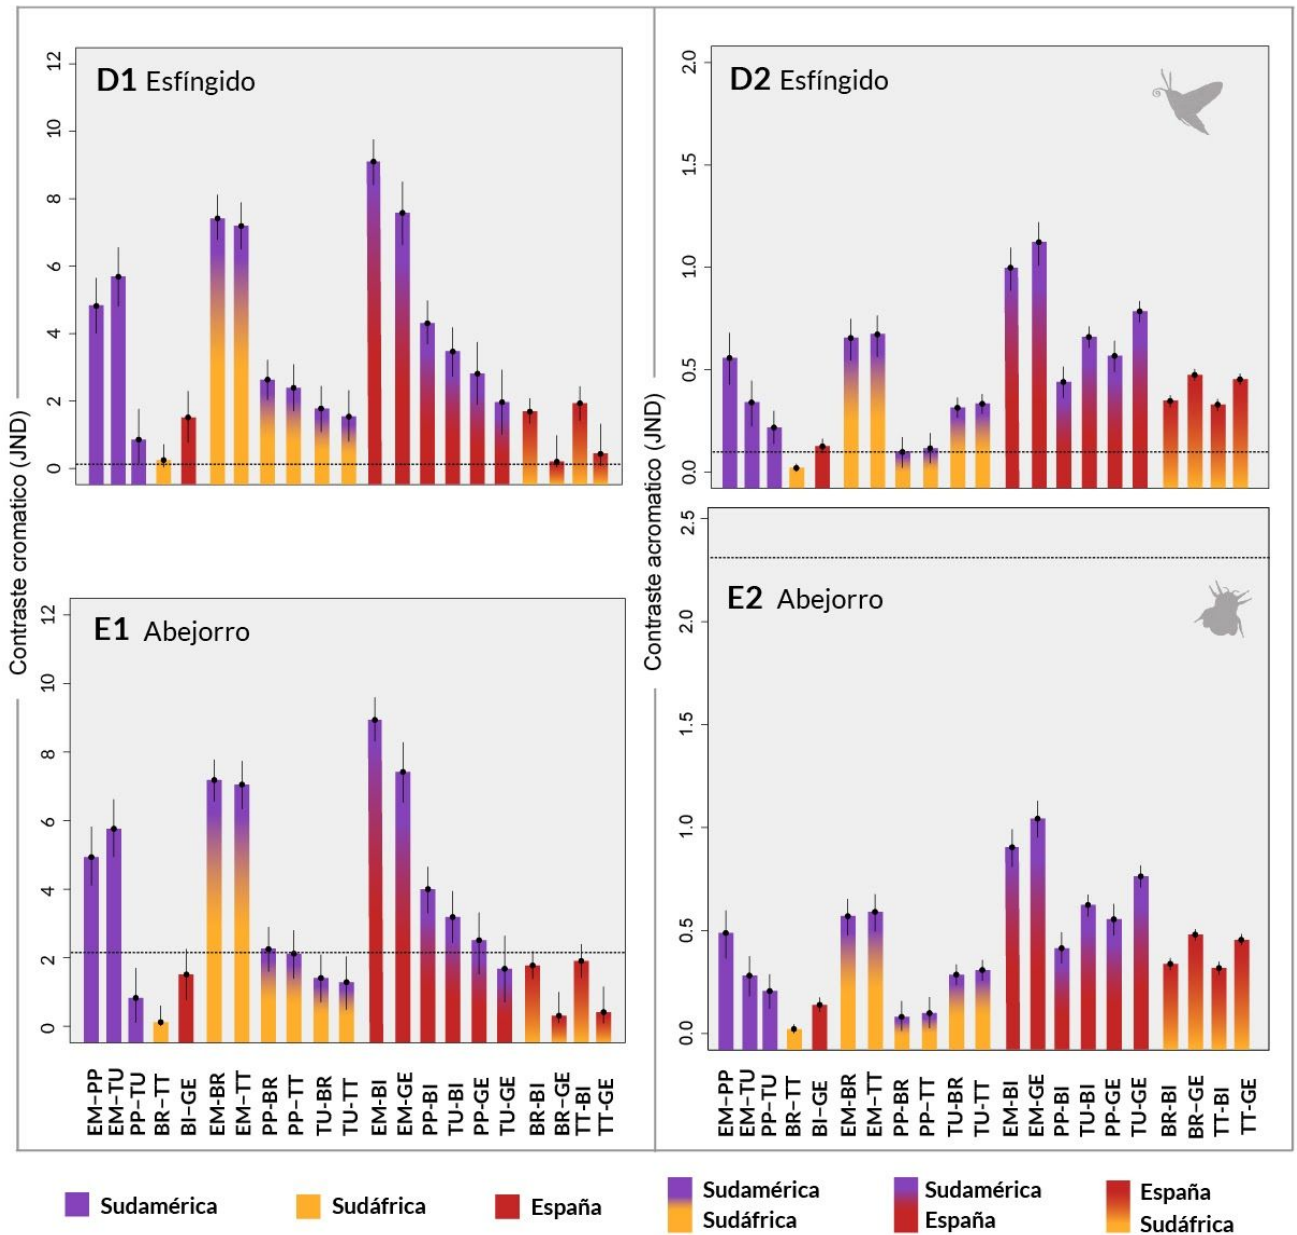 D1 Esfíngido
12
10
8
6
4
2
0
D2 Esfíngido
2.0
1.5
1.0
0.5
0.0
Contraste cromatico (JND)
Contraste acromatico (JND)
E1 Abejorro
12
10
8
6
4
2
0
E2 Abejorro
2.5
2.0
1.5
1.0
0.5
0.0
EM-PP
EM-TU
PP-TU
BR-TT
BI-GE
EM-BR
EM-TT
PP-BR
PP-TT
TU-BR
TU-TT
EM-BI
EM-GE
PP-BI
TU-BI
PP-GE
TU-GE
BR-BI
BR-GE
TT-BI
TT-GE
EM-PP
EM-TU
PP-TU
BR-TT
BI-GE
EM-BR
EM-TT
PP-BR
PP-TT
TU-BR
TU-TT
EM-BI
EM-GE
PP-BI
TU-BI
PP-GE
TU-GE
BR-BI
BR-GE
TT-BI
TT-GE
Sudamérica
Sudáfrica
España
Sudamérica
Sudáfrica
Sudamérica
España
España
Sudáfrica